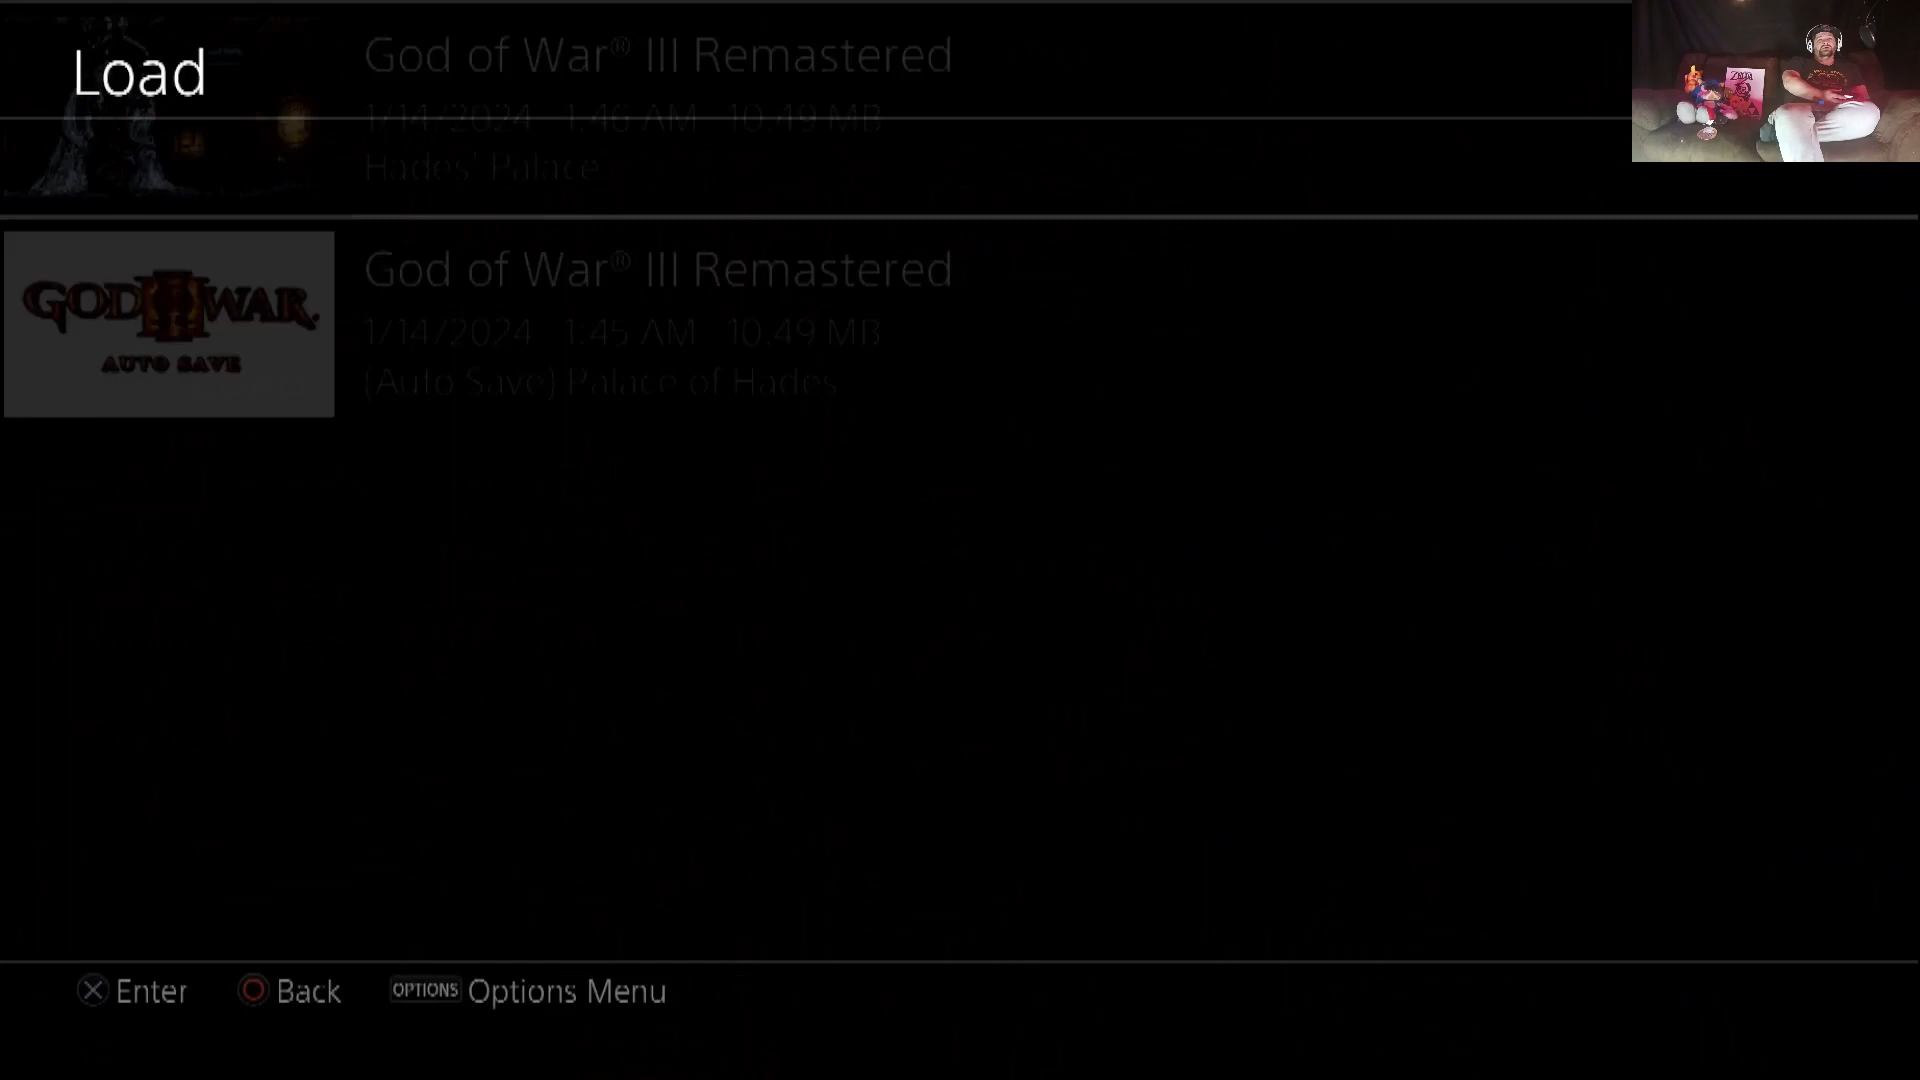 Load
God of War® III Remastered
1/14/2024 1:46 AM 10.49 MB
Hades' Palace
GOD III WAR.
AUTO SAVE
God of War® III Remastered
1/14/2024 1:45 AM 10.49 MB
(Auto Save) Palace of Hades
Zelda
Enter
Back
OPTIONS Options Menu